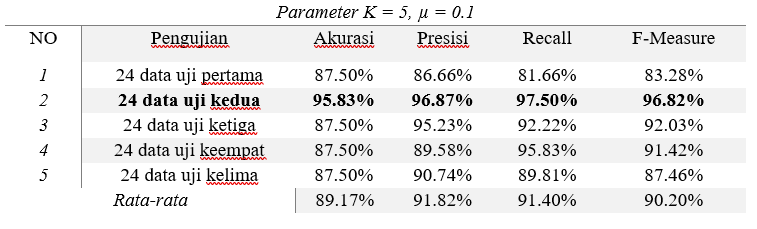 Parameter K = 5, µ = 0.1
NO Pengujian Akurasi Presisi Recall F-Measure
1 24 data uji pertama 87.50% 86.66% 81.66% 83.28%
2 24 data uji kedua 95.83% 96.87% 97.50% 96.82%
3 24 data uji ketiga 87.50% 95.23% 92.22% 92.03%
4 24 data uji keempat 87.50% 89.58% 95.83% 91.42%
5 24 data uji kelima 87.50% 90.74% 89.81% 87.46%
Rata-rata 89.17% 91.82% 91.40% 90.20%